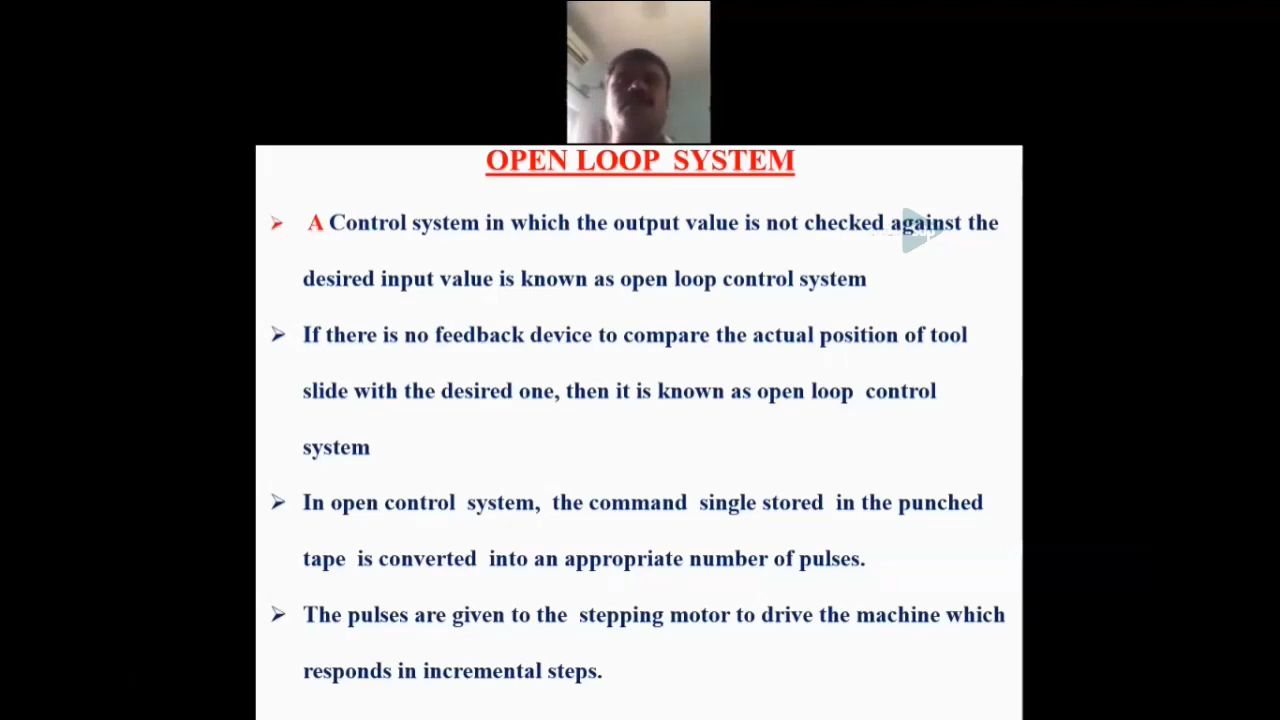 OPEN LOOP SYSTEM
A Control system in which the output value is not checked against the
desired input value is known as open loop control system
If there is no feedback device to compare the actual position of tool
slide with the desired one, then it is known as open loop control
system
In open control system, the command single stored in the punched
tape is converted into an appropriate number of pulses.
The pulses are given to the stepping motor to drive the machine which
responds in incremental steps.